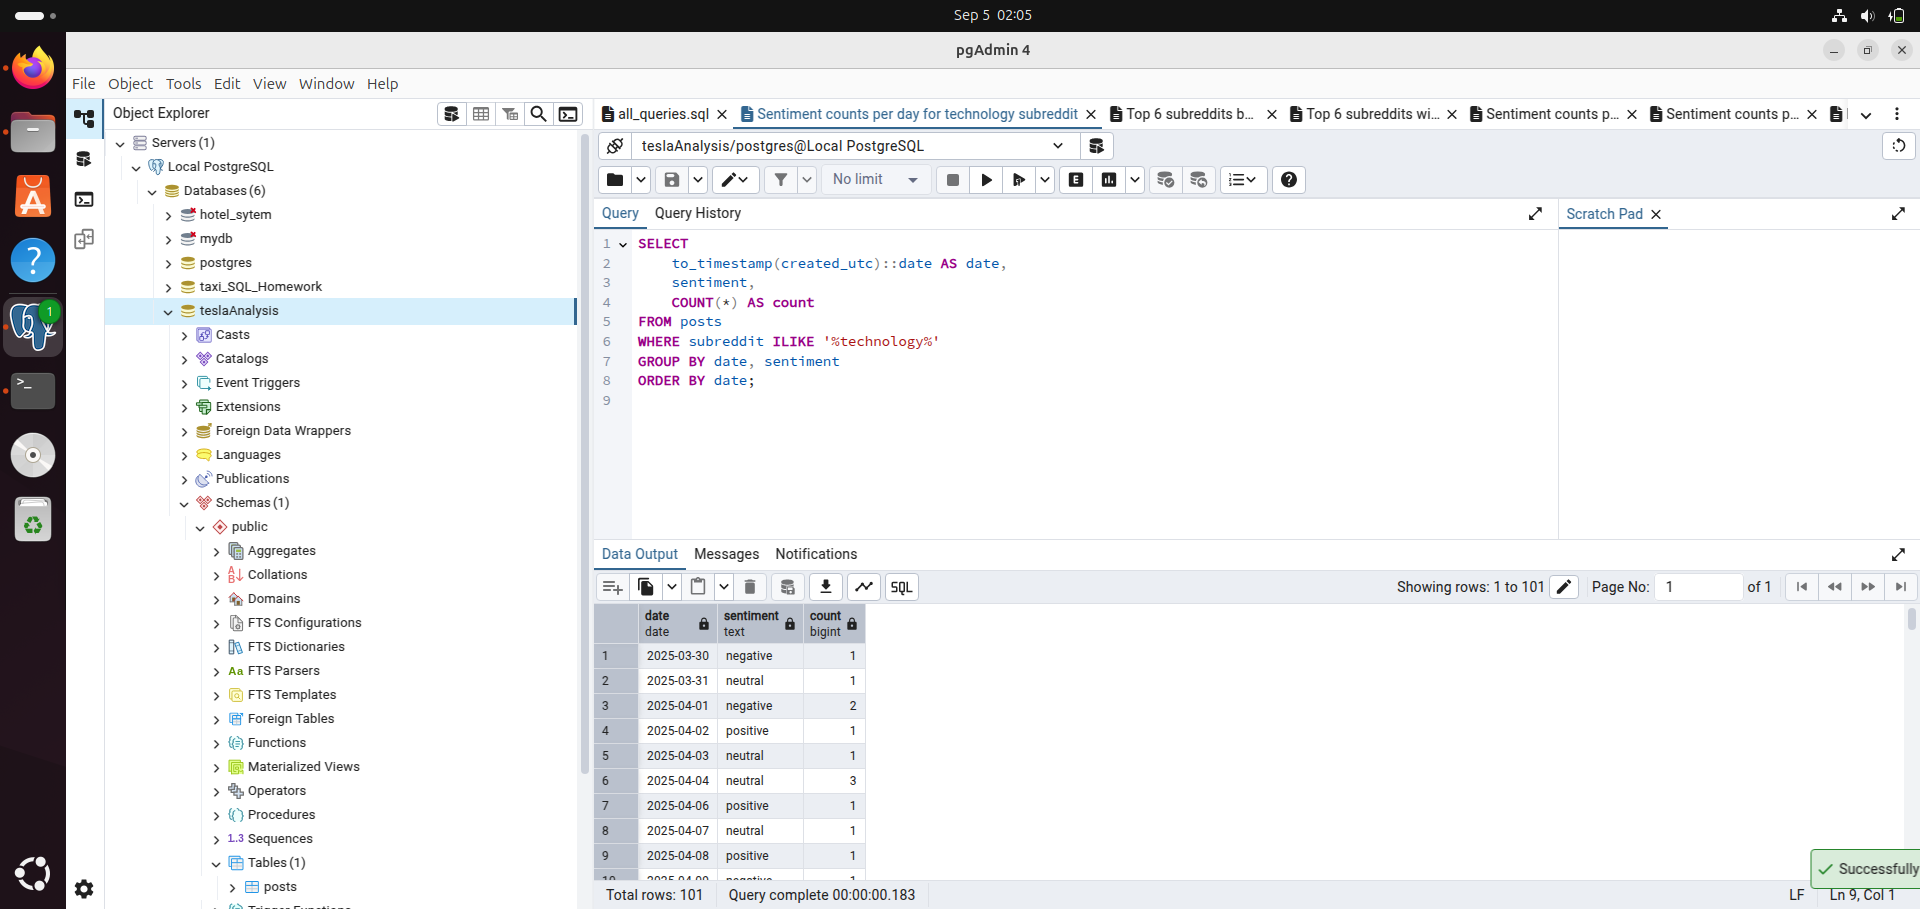 Sep 5 02:05
pgAdmin 4
File Object Tools Edit View Window Help
Object Explorer
all_queries.sql
Sentiment counts per day for technology subreddit
Top 6 subreddits b...
Top 6 subreddits wi...
Sentiment counts p...
Sentiment counts p...
teslaAnalysis/postgres@Local PostgreSQL
No limit
E
Query Query History
Scratch Pad
1 SELECT
2 to_timestamp(created_utc)::date AS date,
3 sentiment,
4 COUNT(*) AS count
5 FROM posts
6 WHERE subreddit ILIKE '%technology%'
7 GROUP BY date, sentiment
8 ORDER BY date;
9
Servers (1)
Local PostgreSQL
Databases (6)
hotel_sytem
mydb
postgres
taxi_SQL_Homework
teslaAnalysis
Casts
Catalogs
Event Triggers
Extensions
Foreign Data Wrappers
Languages
Publications
Schemas (1)
public
Aggregates
Collations
Domains
FTS Configurations
FTS Dictionaries
Aa FTS Parsers
FTS Templates
Foreign Tables
Functions
Materialized Views
Operators
Procedures
1..3 Sequences
Tables (1)
posts
Trigger Functions
1
Data Output Messages Notifications
SQL
Showing rows: 1 to 101
Page No: 1 of 1
date date sentiment text count bigint
1 2025-03-30 negative 1
2 2025-03-31 neutral 1
3 2025-04-01 negative 2
4 2025-04-02 positive 1
5 2025-04-03 neutral 1
6 2025-04-04 neutral 3
7 2025-04-06 positive 1
8 2025-04-07 neutral 1
9 2025-04-08 positive 1
10 2025-04-09 negative 1
Successfully
Total rows: 101 Query complete 00:00:00.183
LF Ln 9, Col 1